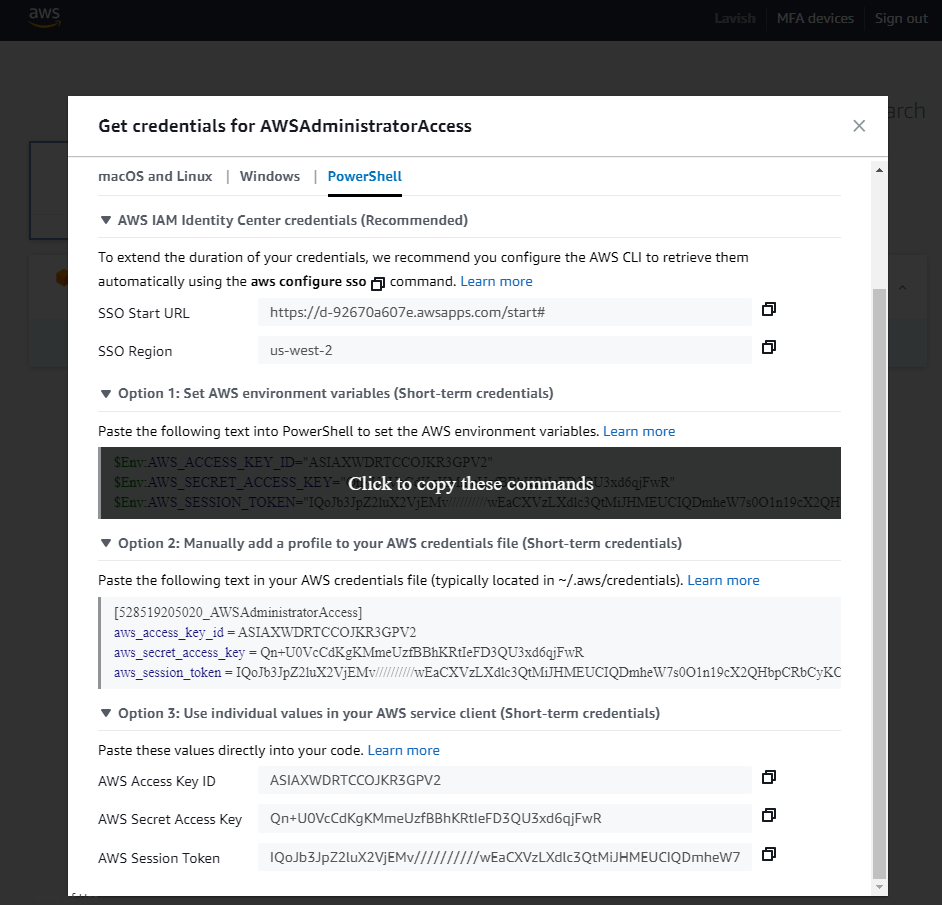 aws
Lavish | MFA devices | Sign out
arch
Get credentials for AWSAdministratorAccess
macOS and Linux | Windows | PowerShell
AWS IAM Identity Center credentials (Recommended)
To extend the duration of your credentials, we recommend you configure the AWS CLI to retrieve them
automatically using the aws configure sso command. Learn more
SSO Start URL https://d-92670a607e.awsapps.com/start#
SSO Region us-west-2
Option 1: Set AWS environment variables (Short-term credentials)
Paste the following text into PowerShell to set the AWS environment variables. Learn more
$Env:AWS_ACCESS_KEY_ID="ASIAXWDRTCCOJKR3GPV2"
$Env:AWS_SECRET_ACCESS_KEY=
Click to copy these commands
$Env:AWS_SESSION_TOKEN="IQoJb3JpZ2luX2VjEMv//////////wEaCXVzLXdlc3QtMiJHMEUCIQDmheW7s0O1n19cX2QH
Option 2: Manually add a profile to your AWS credentials file (Short-term credentials)
Paste the following text in your AWS credentials file (typically located in ~/.aws/credentials). Learn more
[528519205020_AWSAdministratorAccess]
aws_access_key_id = ASIAXWDRTCCOJKR3GPV2
aws_secret_access_key = Qn+U0VcCdKgKMmeUzfBBhKRtIeFD3QU3xd6qjFwR
aws_session_token = IQoJb3JpZ2luX2VjEMv//////////wEaCXVzLXdlc3QtMiJHMEUCIQDmheW7s0O1n19cX2QHbpCRbCyKC
Option 3: Use individual values in your AWS service client (Short-term credentials)
Paste these values directly into your code. Learn more
AWS Access Key ID ASIAXWDRTCCOJKR3GPV2
AWS Secret Access Key Qn+U0VcCdKgKMmeUzfBBhKRtIeFD3QU3xd6qjFwR
AWS Session Token IQoJb3JpZ2luX2VjEMv//////////wEaCXVzLXdlc3QtMiJHMEUCIQDmheW7